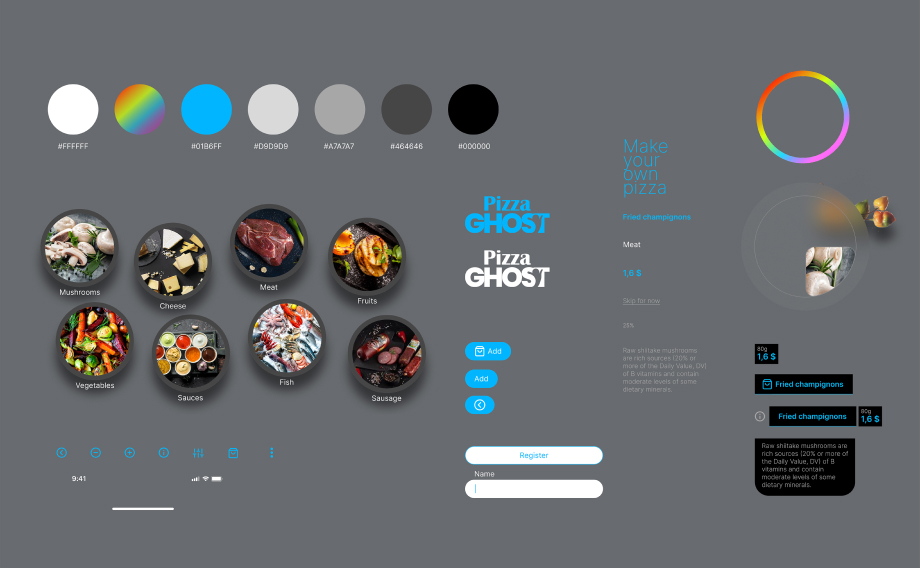 #FFFFFF
#01B6FF
#D9D9D9
#A7A7A7
#464646
#000000
Mushrooms
Cheese
Meat
Fruits
Vegetables
Sauces
Fish
Sausage
9:41
Pizza
GHOST
Pizza
GHOST
Add
Add
Register
Name
Make
your
own
pizza
Fried champignons
Meat
1,6 $
Skip for now
20%
Raw shiitake mushrooms
are rich sources (20% or
more of the Daily Value, DV)
of B vitamins and contain
moderate levels of some
dietary minerals.
80g
1,6 $
Fried champignons
Fried champignons
80g
1,6 $
Raw shiitake mushrooms are
rich sources (20% or more of
the Daily Value, DV) of B
vitamins and contain
moderate levels of some
dietary minerals.